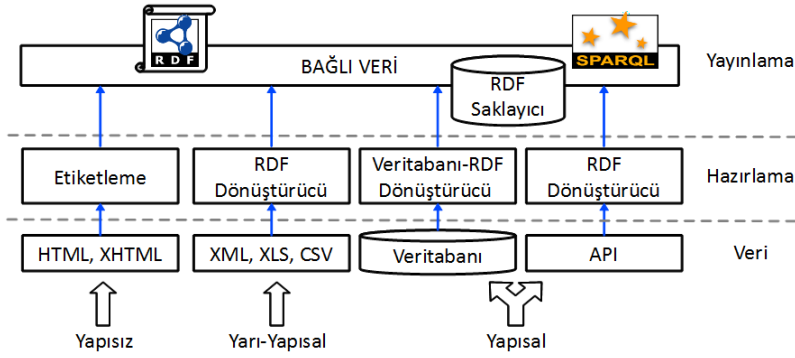 RDF
SPARQL
BAĞLI VERİ
Yayınlama
RDF
Saklayıcı
Etiketleme
RDF
Dönüştürücü
Veritabanı-RDF
Dönüştürücü
RDF
Dönüştürücü
Hazırlama
HTML, XHTML
XML, XLS, CSV
Veritabanı
API
Veri
Yapısız
Yarı-Yapısal
Yapısal